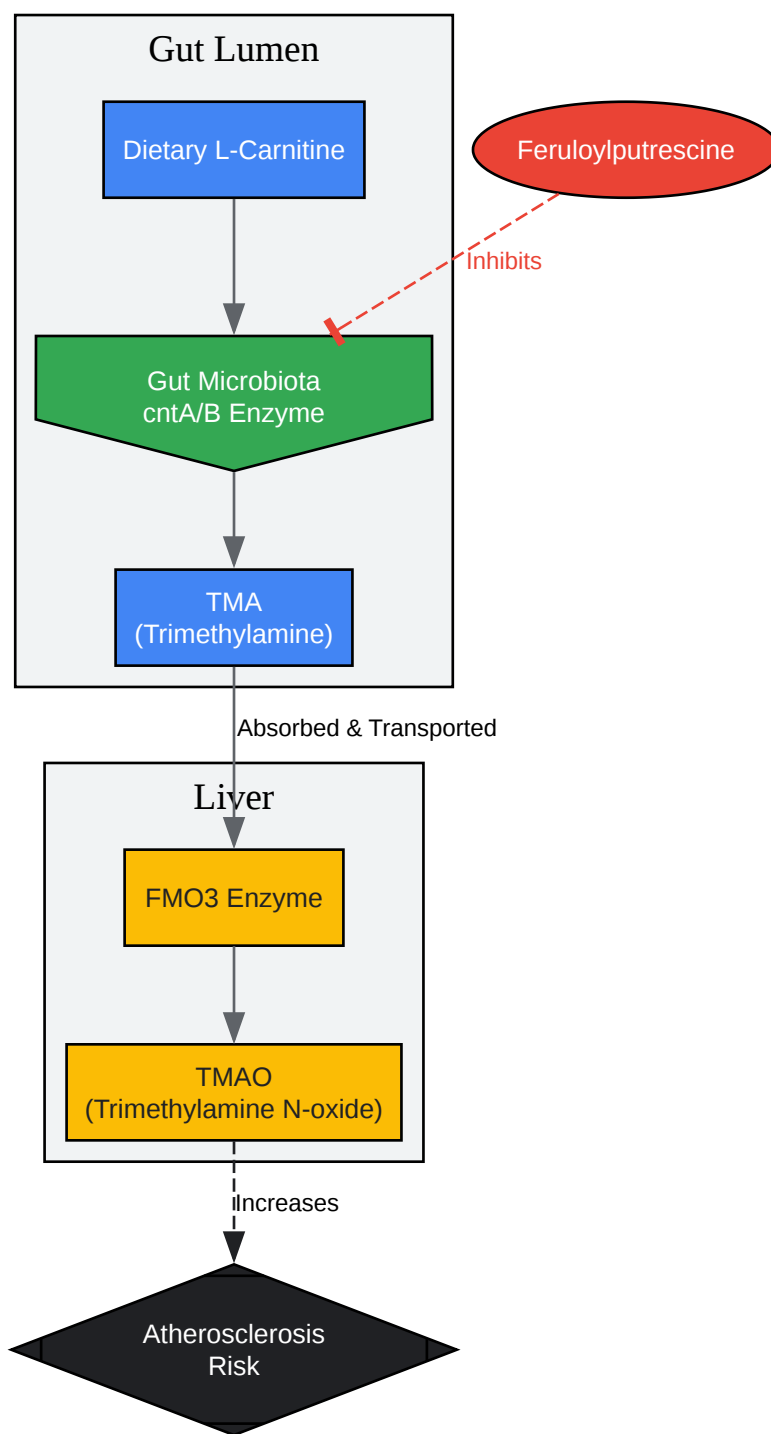 Gut Lumen
Dietary L-Carnitine
Feruloylputrescine
Inhibits
Gut Microbiota
cntA/B Enzyme
TMA
(Trimethylamine)
Absorbed & Transported
Liver
FMO3 Enzyme
TMAO
(Trimethylamine N-oxide)
Increases
Atherosclerosis
Risk